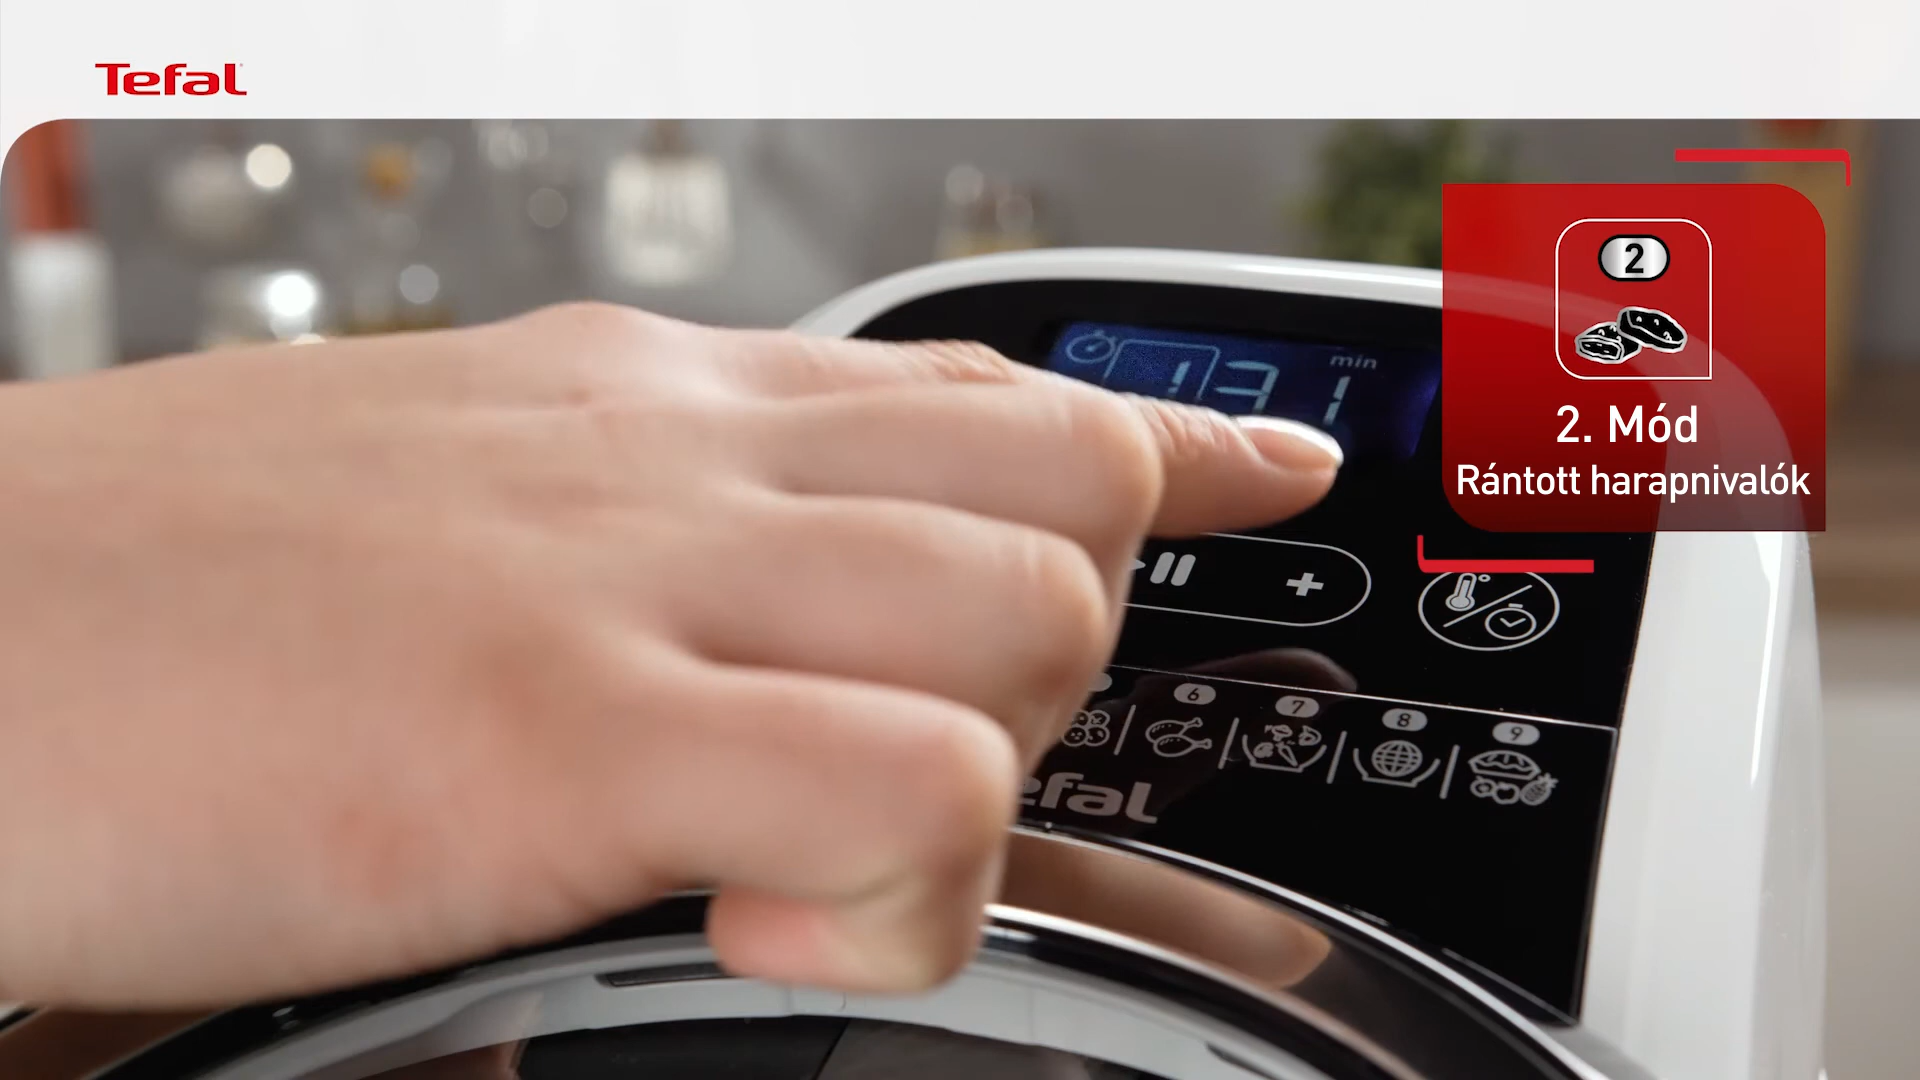 Tefal
min
2
2. Mód
Rántott harapnivalók
6
7
8
9
efal